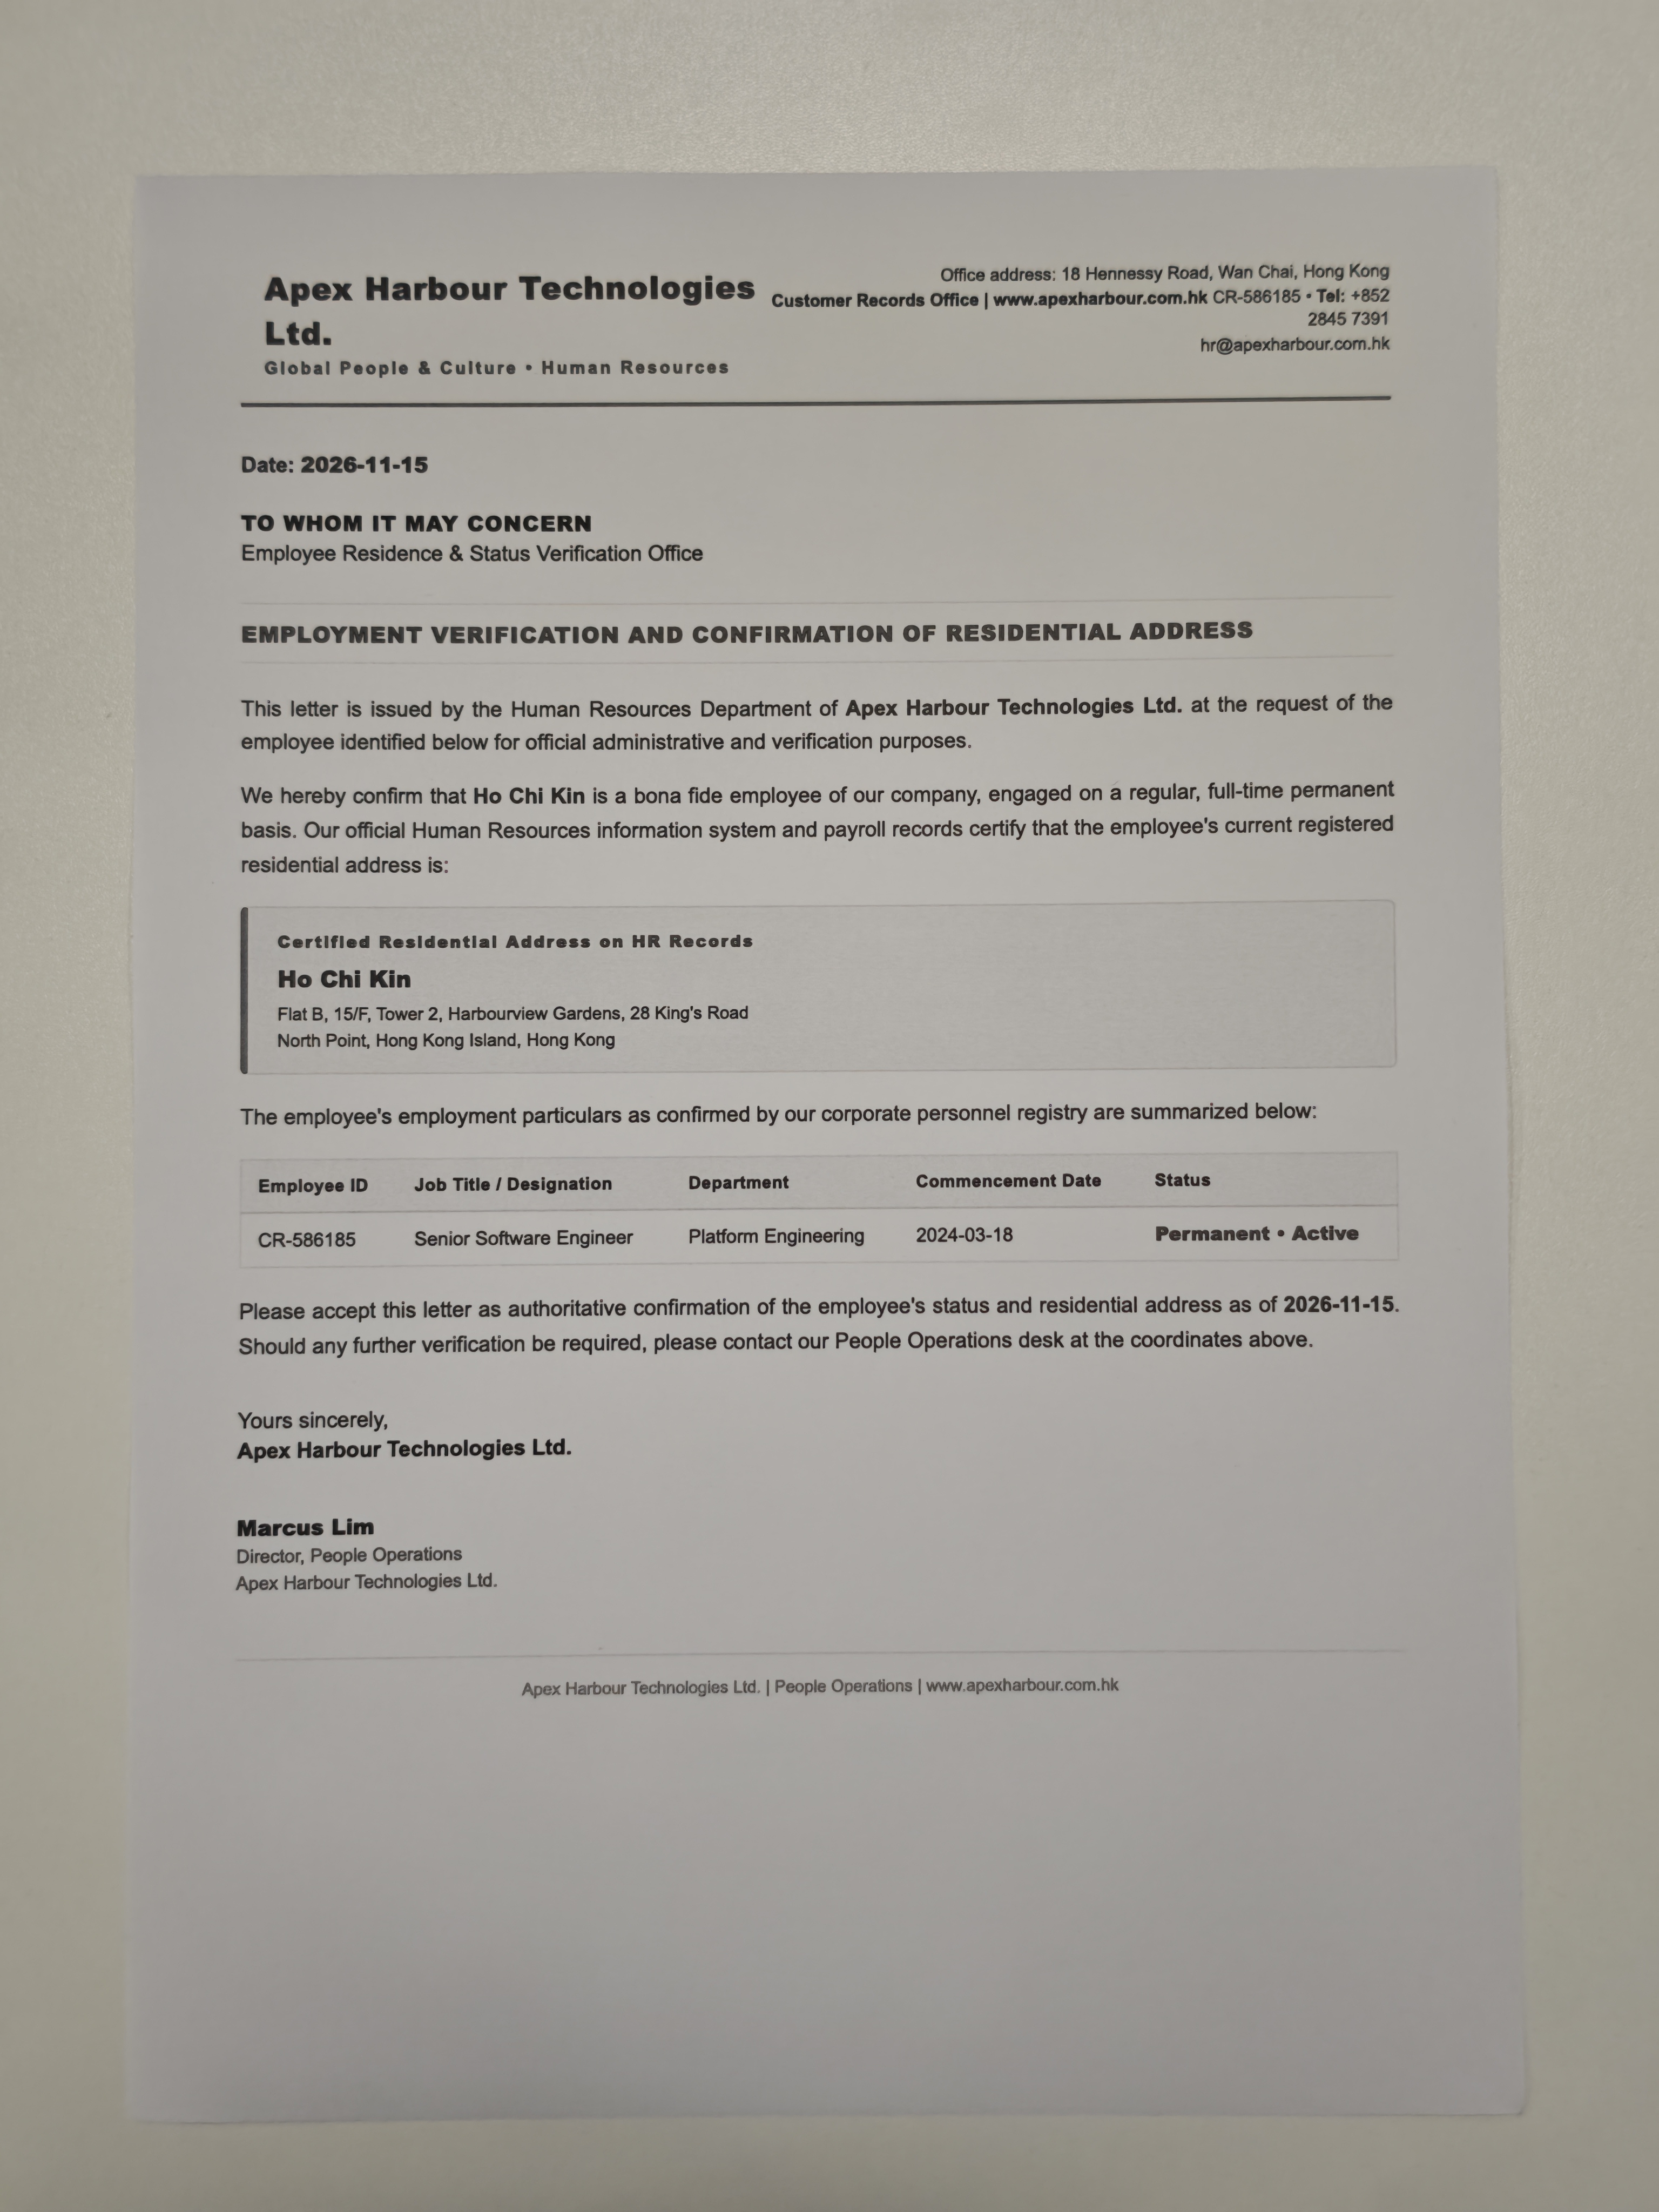 Apex Harbour Technologies
Ltd.
Global People & Culture • Human Resources
Office address: 18 Hennessy Road, Wan Chai, Hong Kong
Customer Records Office | www.apexharbour.com.hk CR-586185 • Tel: +852
2845 7391
hr@apexharbour.com.hk
Date: 2026-11-15
TO WHOM IT MAY CONCERN
Employee Residence & Status Verification Office
EMPLOYMENT VERIFICATION AND CONFIRMATION OF RESIDENTIAL ADDRESS
This letter is issued by the Human Resources Department of Apex Harbour Technologies Ltd. at the request of the
employee identified below for official administrative and verification purposes.
We hereby confirm that Ho Chi Kin is a bona fide employee of our company, engaged on a regular, full-time permanent
basis. Our official Human Resources information system and payroll records certify that the employee's current registered
residential address is:
Certified Residential Address on HR Records
Ho Chi Kin
Flat B, 15/F, Tower 2, Harbourview Gardens, 28 King's Road
North Point, Hong Kong Island, Hong Kong
The employee's employment particulars as confirmed by our corporate personnel registry are summarized below:
Employee ID Job Title / Designation Department Commencement Date Status
CR-586185 Senior Software Engineer Platform Engineering 2024-03-18 Permanent • Active
Please accept this letter as authoritative confirmation of the employee's status and residential address as of 2026-11-15.
Should any further verification be required, please contact our People Operations desk at the coordinates above.
Yours sincerely,
Apex Harbour Technologies Ltd.
Marcus Lim
Director, People Operations
Apex Harbour Technologies Ltd.
Apex Harbour Technologies Ltd. | People Operations | www.apexharbour.com.hk